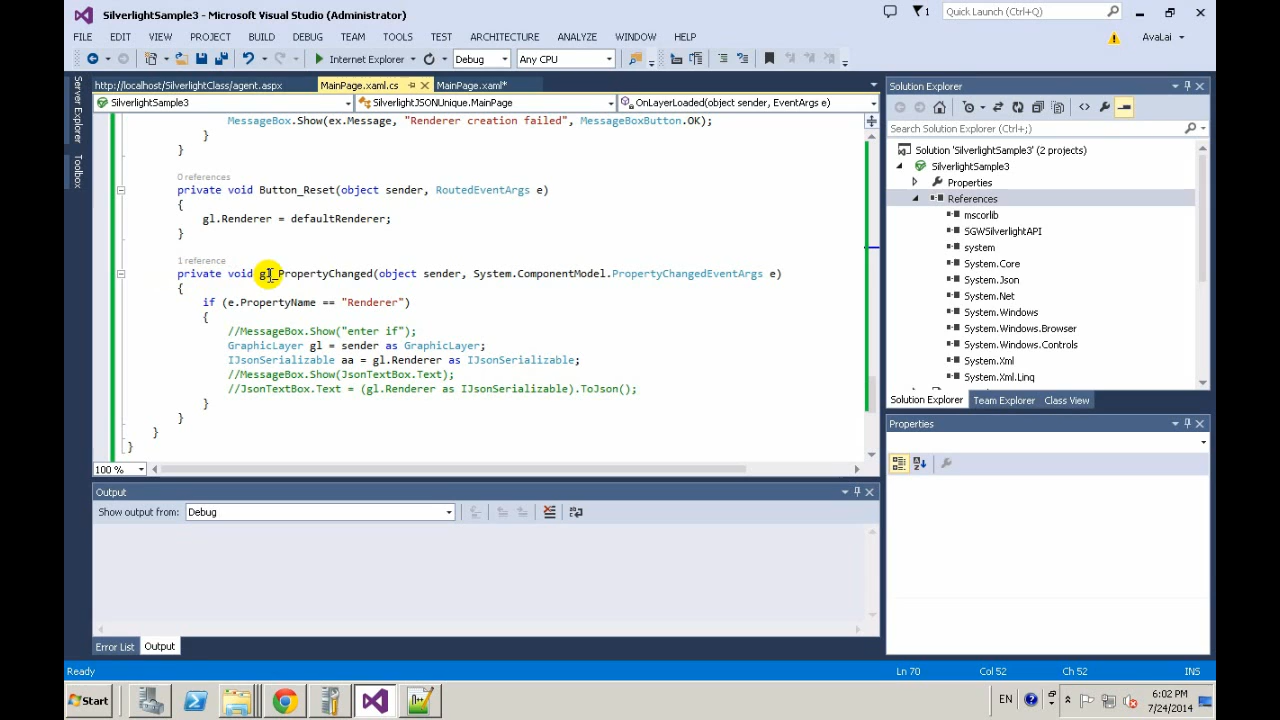 SilverlightSample3 - Microsoft Visual Studio (Administrator)
1
Quick Launch (Ctrl+Q)
FILE EDIT VIEW PROJECT BUILD DEBUG TEAM TOOLS TEST ARCHITECTURE ANALYZE WINDOW HELP
AvaLai
Internet Explorer
Debug
Any CPU
Server Explorer
Toolbox
http://localhost/SilverlightClass/agent.aspx
MainPage.xaml.cs
MainPage.xaml*
SilverlightSample3
SilverlightJSONUnique.MainPage
OnLayerLoaded(object sender, EventArgs e)
MessageBox.Show(ex.Message, "Renderer creation failed", MessageBoxButton.OK);
}
}
0 references
private void Button_Reset(object sender, RoutedEventArgs e)
{
gl.Renderer = defaultRenderer;
}
1 reference
private void gl_PropertyChanged(object sender, System.ComponentModel.PropertyChangedEventArgs e)
{
if (e.PropertyName == "Renderer")
{
//MessageBox.Show("enter if");
GraphicLayer gl = sender as GraphicLayer;
IJsonSerializable aa = gl.Renderer as IJsonSerializable;
//MessageBox.Show(JsonTextBox.Text);
//JsonTextBox.Text = (gl.Renderer as IJsonSerializable).ToJson();
}
}
}
}
100 %
Output
Show output from:
Debug
Error List
Output
Solution Explorer
Search Solution Explorer (Ctrl+;)
Solution 'SilverlightSample3' (2 projects)
SilverlightSample3
Properties
References
mscorlib
SGWSilverlightAPI
system
System.Core
System.Json
System.Net
System.Windows
System.Windows.Browser
System.Windows.Controls
System.Xml
System.Xml.Linq
Solution Explorer
Team Explorer
Class View
Properties
Ready
Ln 70
Col 52
Ch 52
INS
Start
EN
6:02 PM
7/24/2014